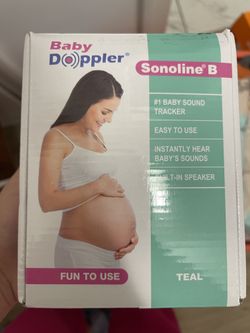 Baby
Doppler®
Sonoline® B
#1 BABY SOUND
TRACKER
EASY TO USE
INSTANTLY HEAR
BABY'S SOUNDS
BUILT-IN SPEAKER
FUN TO USE
TEAL